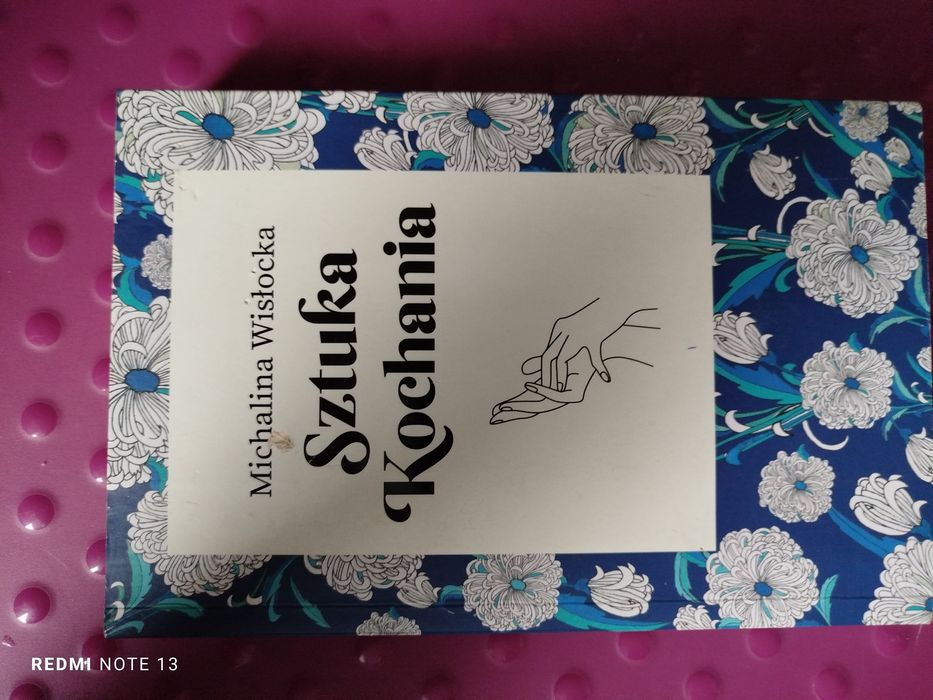 Michalina Wisłocka
Sztuka
Kochania
REDMI NOTE 13